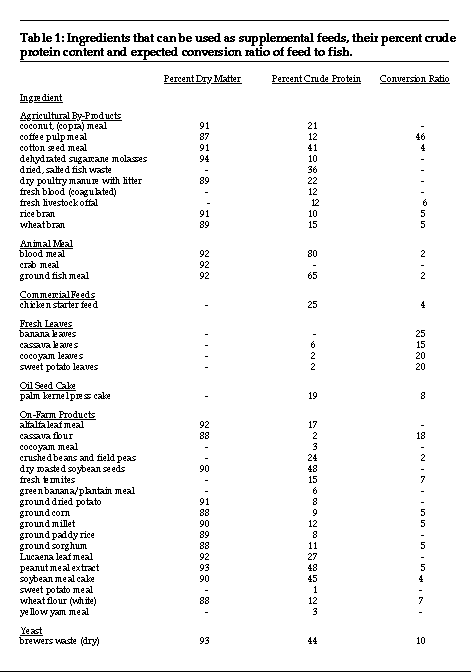 Table 1: Ingredients that can be used as supplemental feeds, their percent crude
protein content and expected conversion ratio of feed to fish.
Percent Dry Matter Percent Crude Protein Conversion Ratio
Ingredient
Agricultural By-Products
coconut, (copra) meal 91 21 -
coffee pulp meal 87 12 46
cotton seed meal 91 41 4
dehydrated sugarcane molasses 94 10 -
dried, salted fish waste - 36 -
dry poultry manure with litter 89 22 -
fresh blood (coagulated) - 12 -
fresh livestock offal - 12 6
rice bran 91 10 5
wheat bran 89 15 5
Animal Meal
blood meal 92 80 2
crab meal 92 - -
ground fish meal 92 65 2
Commercial Feeds
chicken starter feed - 25 4
Fresh Leaves
banana leaves - - 25
cassava leaves - 6 15
cocoyam leaves - 2 20
sweet potato leaves - 2 20
Oil Seed Cake
palm kernel press cake - 19 8
On-Farm Products
alfalfa leaf meal 92 17 -
cassava flour 88 2 18
cocoyam meal - 3 -
crushed beans and field peas - 24 2
dry roasted soybean seeds 90 48 -
fresh termites - 15 7
green banana/plantain meal - 6 -
ground dried potato 91 8 -
ground corn 88 9 5
ground millet 90 12 5
ground paddy rice 89 8 -
ground sorghum 88 11 5
Lucaena leaf meal 92 27 -
peanut meal extract 93 48 5
soybean meal cake 90 45 4
sweet potato meal - 1 -
wheat flour (white) 88 12 7
yellow yam meal - 3 -
Yeast
brewers waste (dry) 93 44 10